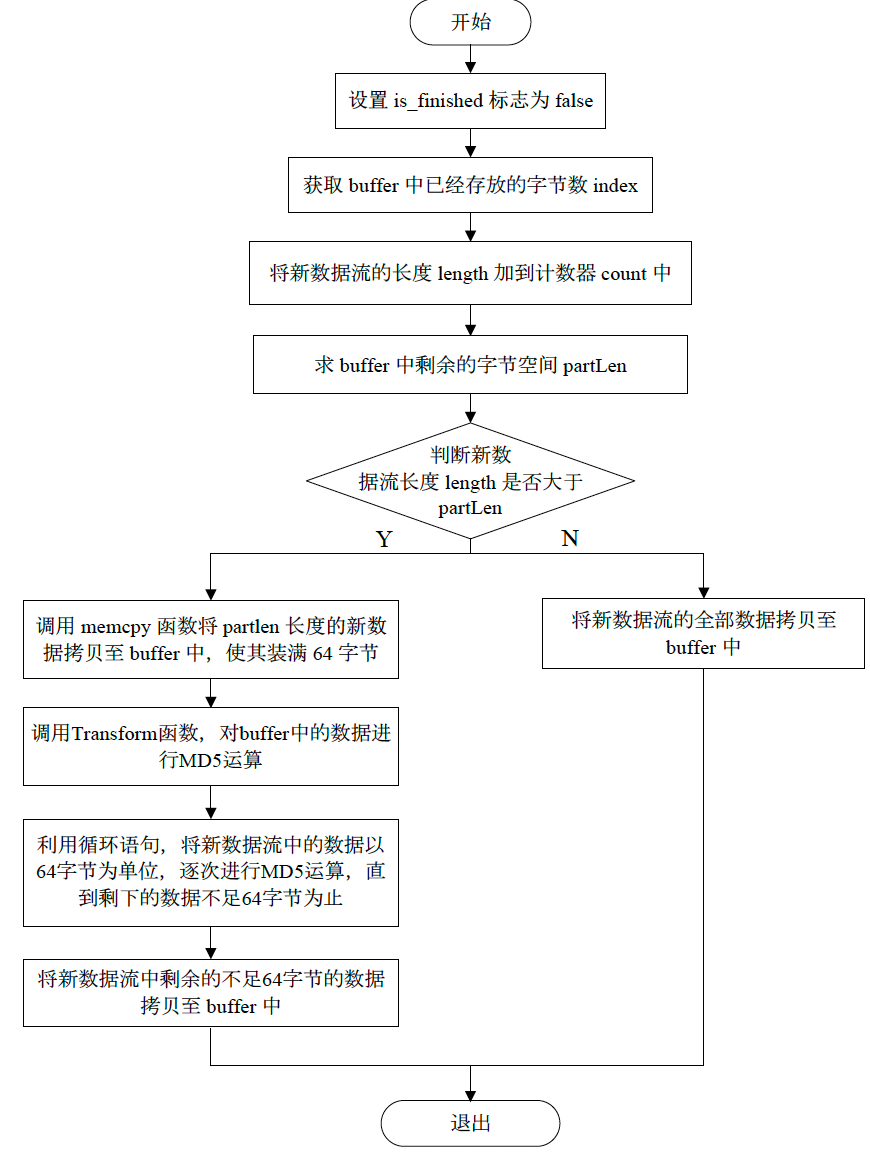 开始
设置 is_finished 标志为 false
获取 buffer 中已经存放的字节数 index
将新数据流的长度 length 加到计数器 count 中
求 buffer 中剩余的字节空间 partLen
判断新数
据流长度 length 是否大于
partLen
Y
N
调用 memcpy 函数将 partlen 长度的新数
据拷贝至 buffer 中，使其装满 64 字节
将新数据流的全部数据拷贝至
buffer 中
调用Transform函数，对buffer中的数据进
行MD5运算
利用循环语句，将新数据流中的数据以
64字节为单位，逐次进行MD5运算，直
到剩下的数据不足64字节为止
将新数据流中剩余的不足64字节的数据
拷贝至 buffer 中
退出